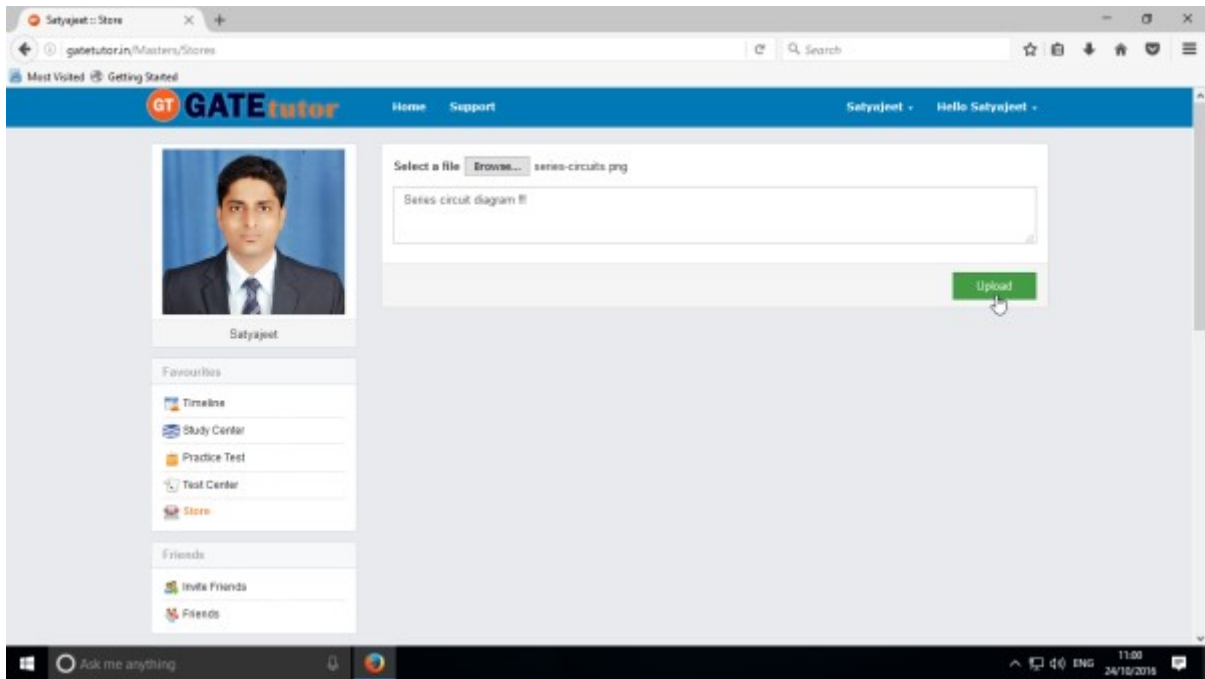 Satyajeet :: Store
gatetutor.in/Masters/Stores
Search
Most Visited Getting Started
GT GATEtutor Home Support Satyajeet Hello Satyajeet
Select a file Browse... series-circuits.png
Series circuit diagram !!!
Upload
Satyajeet
Favourites
Timeline
Study Center
Practice Test
Test Center
Store
Friends
Invite Friends
Friends
Ask me anything
ENG
11:00
24/10/2016